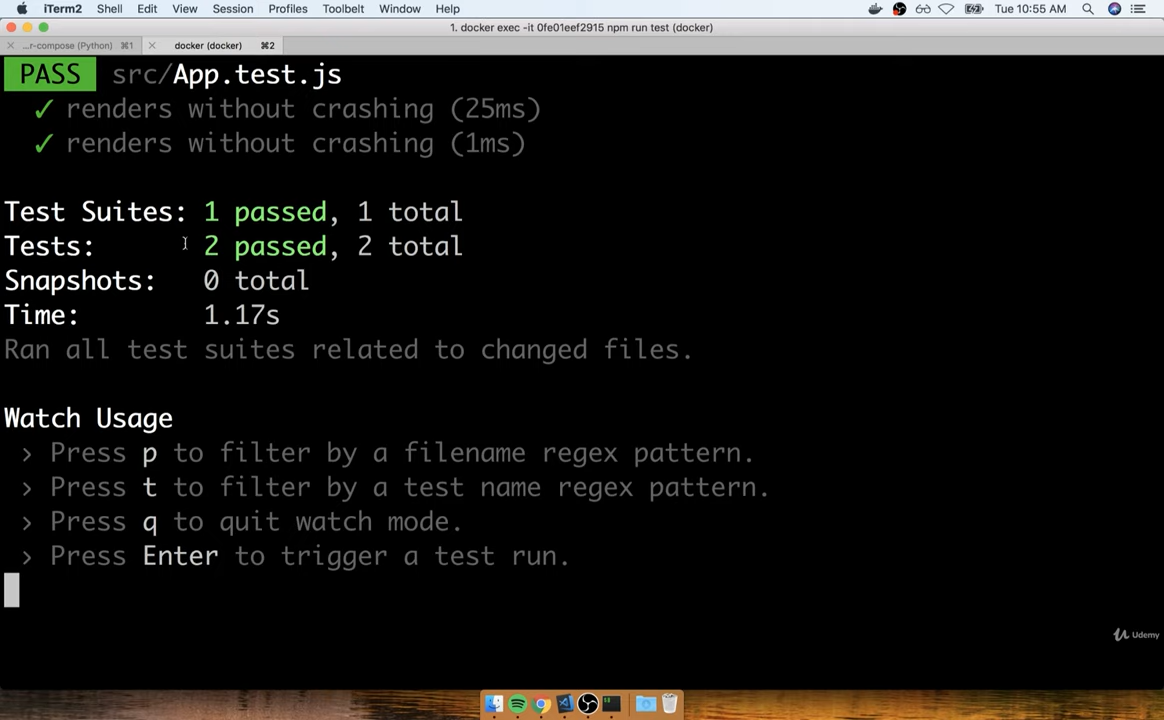 iTerm2 Shell Edit View Session Profiles Toolbelt Window Help Tue 10:55 AM
1. docker exec -it 0fe01eef2915 npm run test (docker)
...r-compose (Python) ⌘1 docker (docker) ⌘2
PASS src/App.test.js
✓ renders without crashing (25ms)
✓ renders without crashing (1ms)
Test Suites: 1 passed, 1 total
Tests: 2 passed, 2 total
Snapshots: 0 total
Time: 1.17s
Ran all test suites related to changed files.
Watch Usage
› Press p to filter by a filename regex pattern.
› Press t to filter by a test name regex pattern.
› Press q to quit watch mode.
› Press Enter to trigger a test run.
Udemy